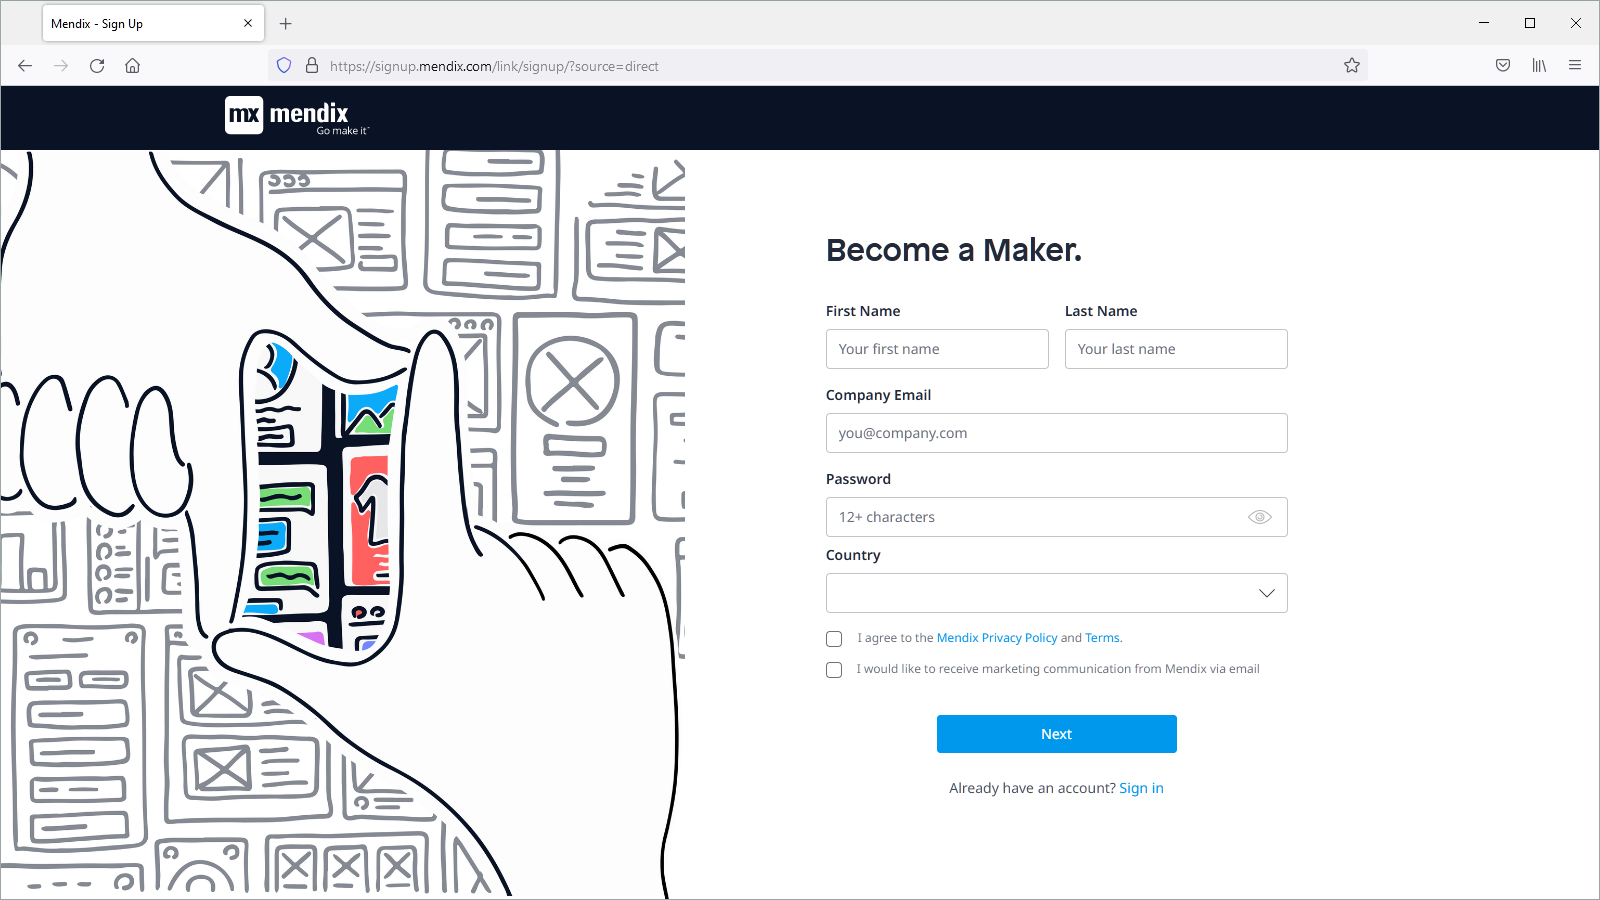 Mendix - Sign Up
https://signup.mendix.com/link/signup/?source=direct
mx mendix
Go make it
Become a Maker.
First Name
Last Name
Your first name
Your last name
Company Email
you@company.com
Password
12+ characters
Country
I agree to the Mendix Privacy Policy and Terms.
I would like to receive marketing communication from Mendix via email
Next
Already have an account? Sign in
1